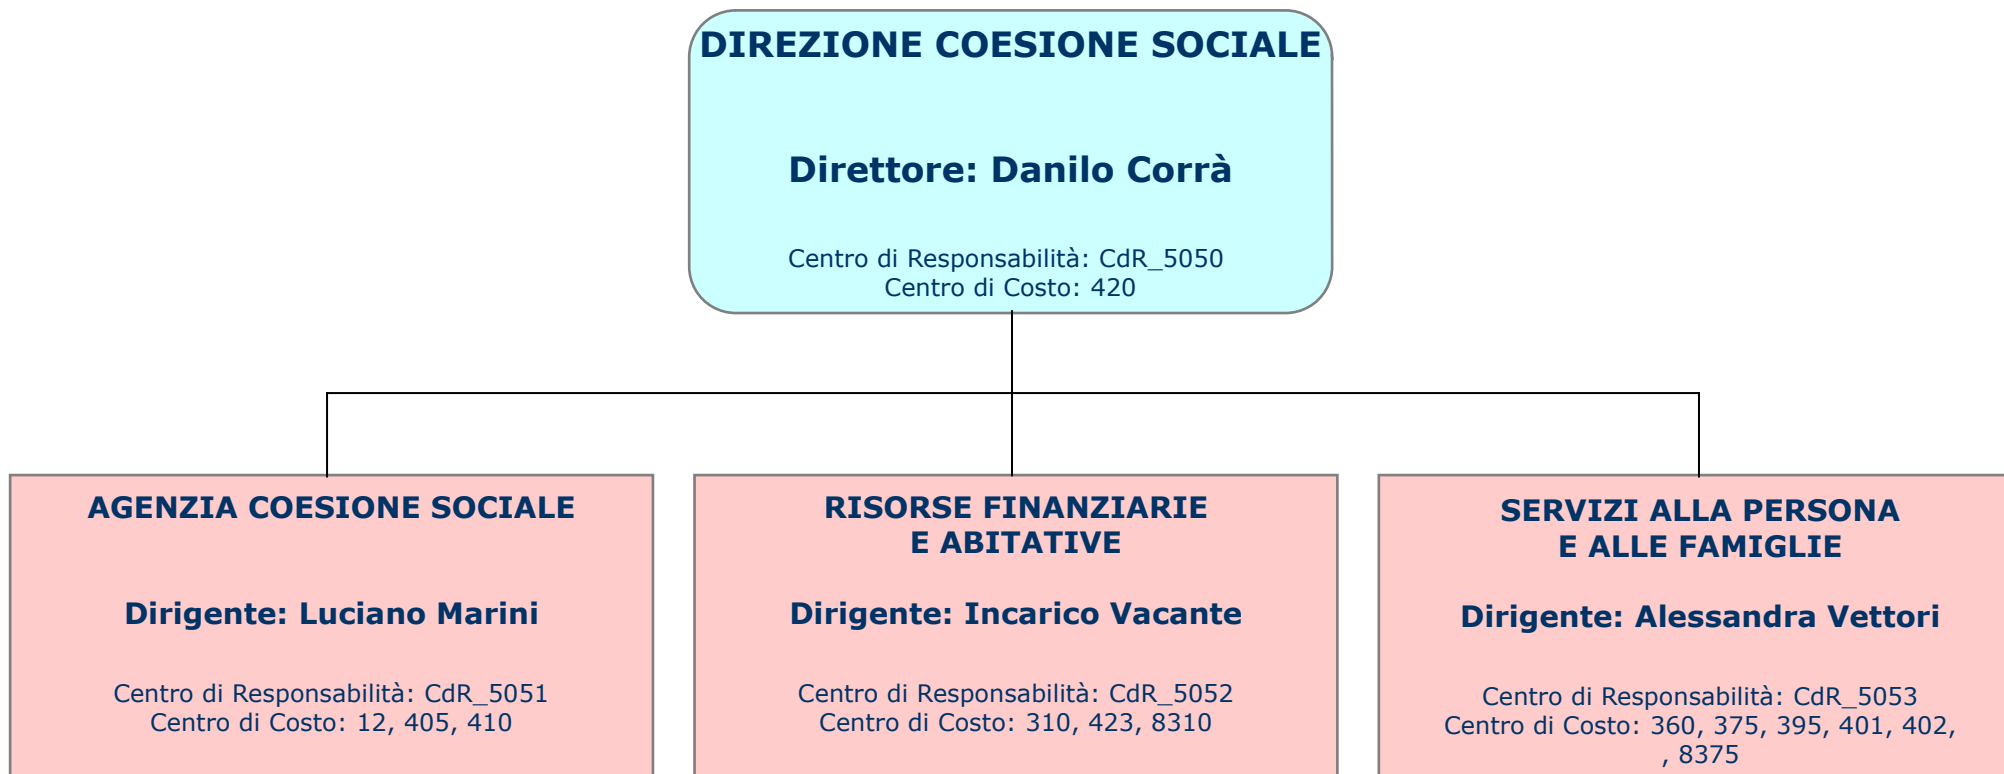 DIREZIONE COESIONE SOCIALE
Direttore: Danilo Corrà
Centro di Responsabilità: CdR_5050
Centro di Costo: 420
AGENZIA COESIONE SOCIALE
Dirigente: Luciano Marini
Centro di Responsabilità: CdR_5051
Centro di Costo: 12, 405, 410
RISORSE FINANZIARIE
E ABITATIVE
Dirigente: Incarico Vacante
Centro di Responsabilità: CdR_5052
Centro di Costo: 310, 423, 8310
SERVIZI ALLA PERSONA
E ALLE FAMIGLIE
Dirigente: Alessandra Vettori
Centro di Responsabilità: CdR_5053
Centro di Costo: 360, 375, 395, 401, 402,
, 8375